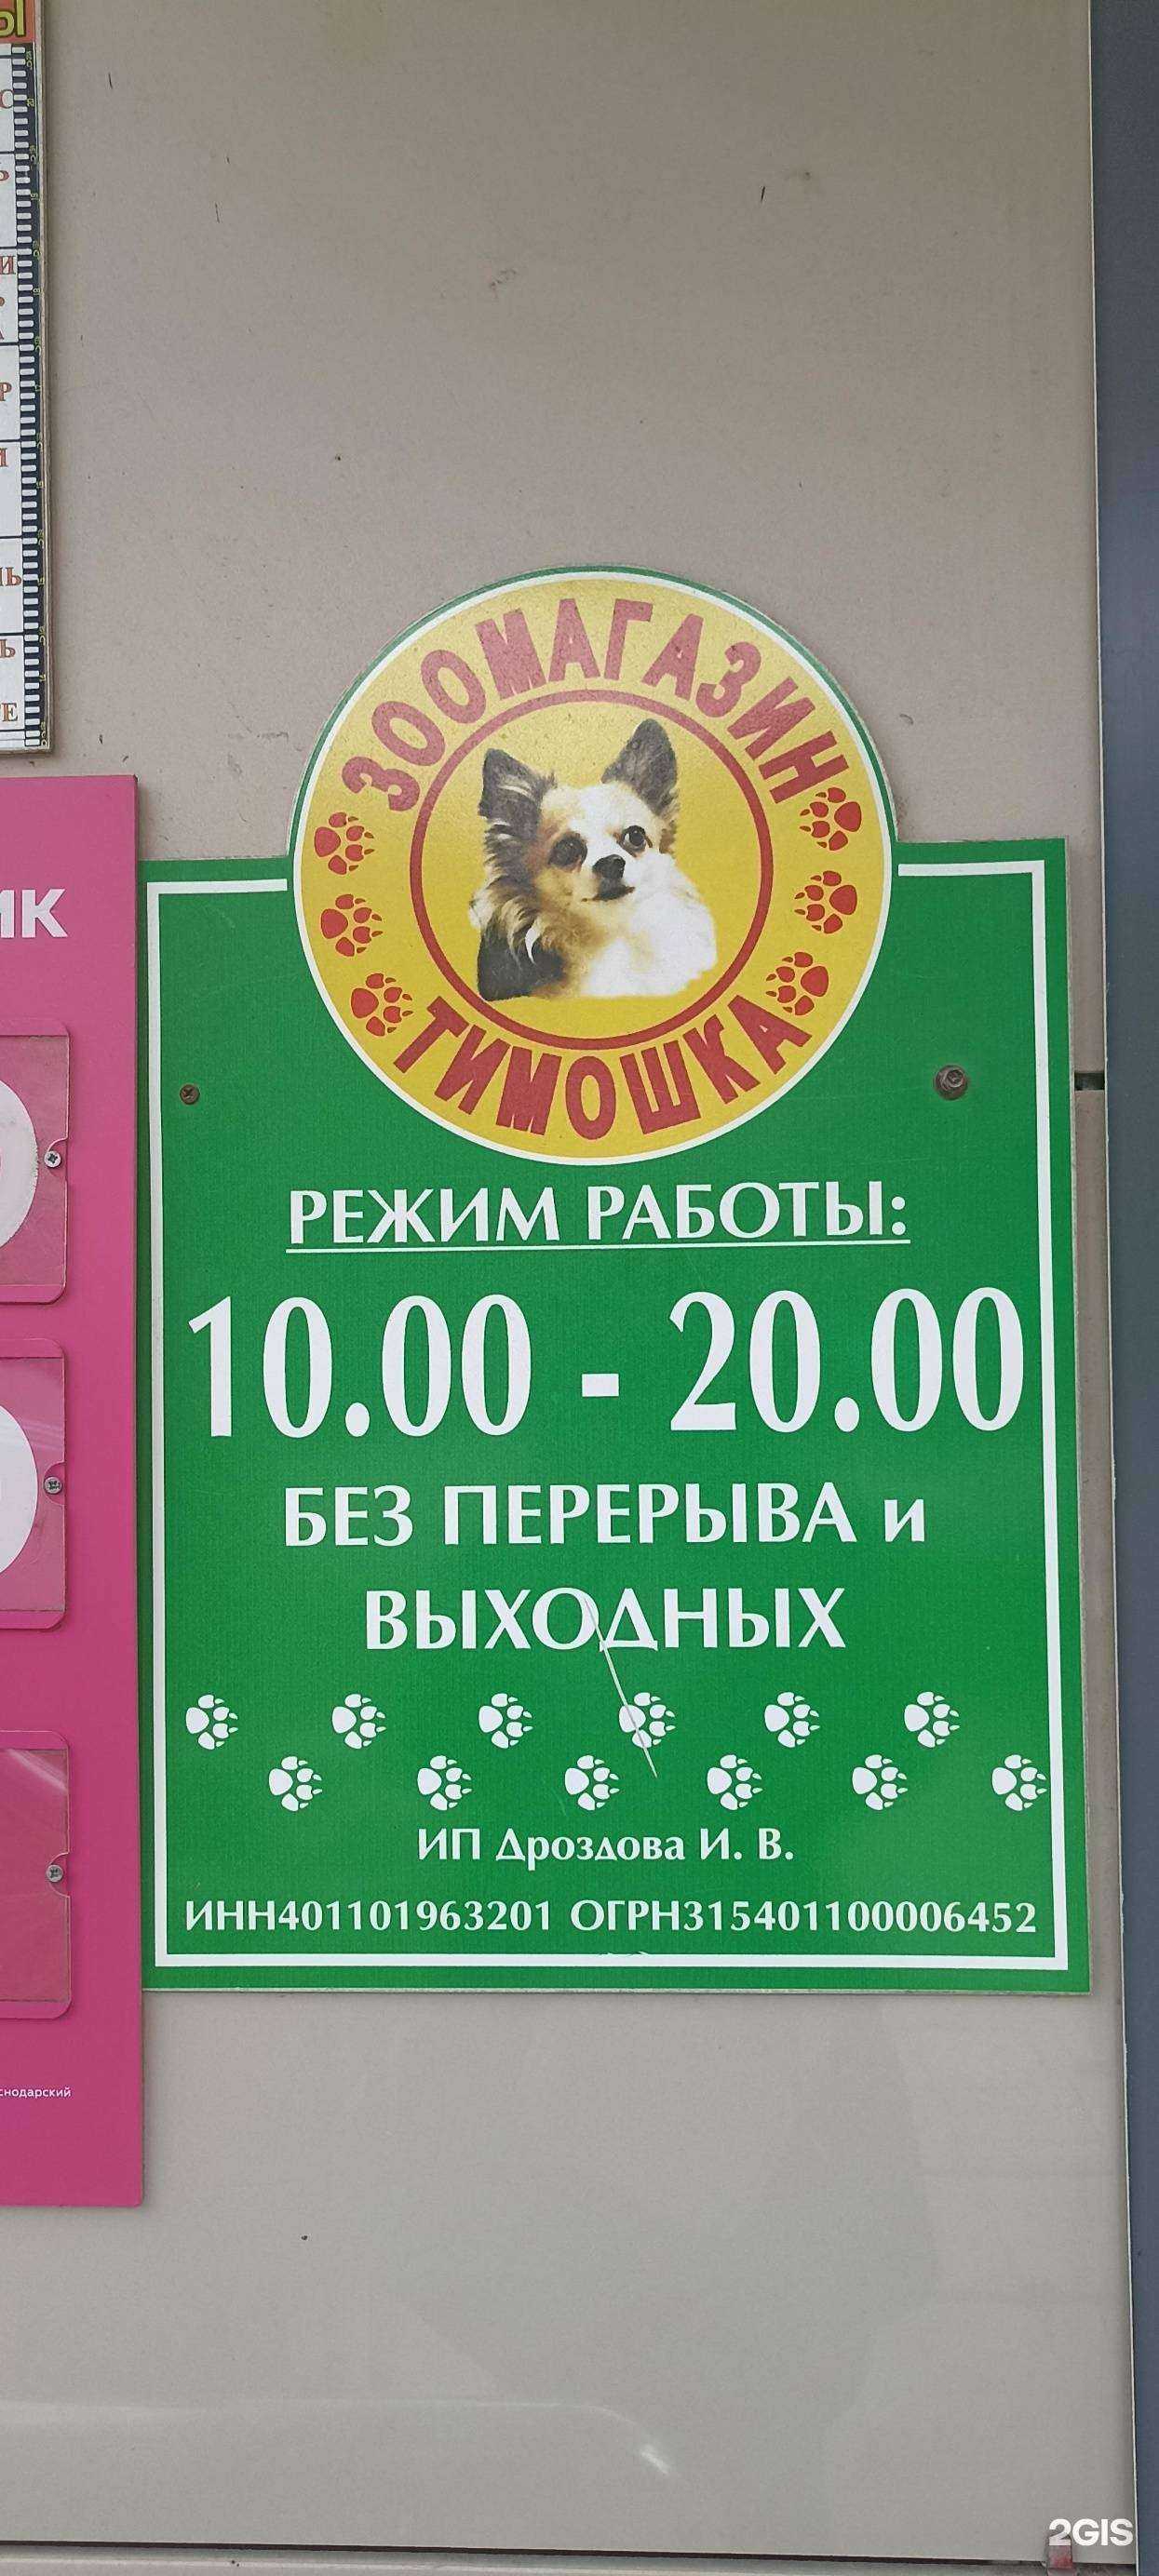 ЗООМАГАЗИН
ТИМОШКА
РЕЖИМ РАБОТЫ:
10.00 - 20.00
БЕЗ ПЕРЕРЫВА и
ВЫХОДНЫХ
ИП Дроздова И. В.
ИНН401101963201 ОГРН315401100006452
2GIS